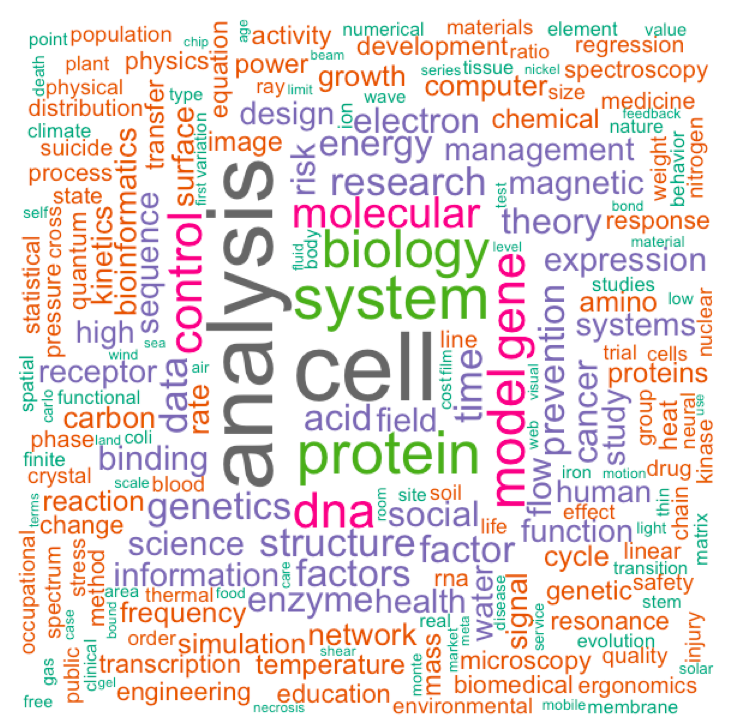 point
population
chip
age
activity
numerical
materials
element
value
plant
physics
equation
power
development
ratio
regression
death
physical
beam
series
tissue
nickel
spectroscopy
distribution
transfer
type
ray
limit
growth
computer
size
medicine
climate
surface
first
variation
design
wave
ion
electron
chemical
feedback
nature
suicide
bioinformatics
image
risk
energy
management
weight
behavior
nitrogen
process
state
research
magnetic
test
bond
self
cross
quantum
kinetics
sequence
control
analysis
molecular
theory
response
statistical
pressure
fluid
body
biology
level
material
expression
high
wind
sea
system
gene
studies
low
nuclear
amino
systems
spatial
receptor
data
air
rate
cell
line
time
model
prevention
trial
cells
proteins
carlo
functional
carbon
cost
film
visual
web
cancer
study
group
heat
neural
use
kinase
phase
land
coli
acid
field
finite
binding
protein
flow
iron
motion
drug
crystal
scale
blood
human
chain
thin
terms
reaction
genetics
dna
room
site
soil
social
life
effect
function
light
matrix
change
science
structure
factor
cycle
linear
transition
occupational
spectrum
stress
method
information
factors
care
rna
water
disease
signal
genetic
safety
stem
area
thermal
food
enzyme
health
case
bound
frequency
real
service
resonance
order
simulation
network
market
meta
mass
evolution
injury
gas
public
clinical
transcription
shear
temperature
monte
microscopy
quality
solar
gel
free
engineering
education
necrosis
environmental
biomedical
ergonomics
mobile
membrane